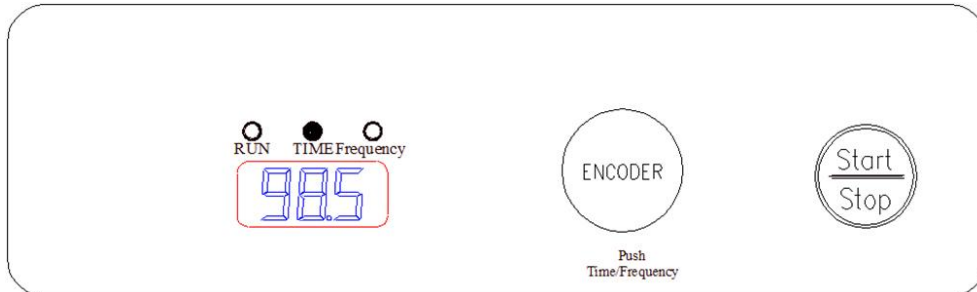 RUN TIME Frequency
98.5
ENCODER
Push
Time/Frequency
Start
Stop